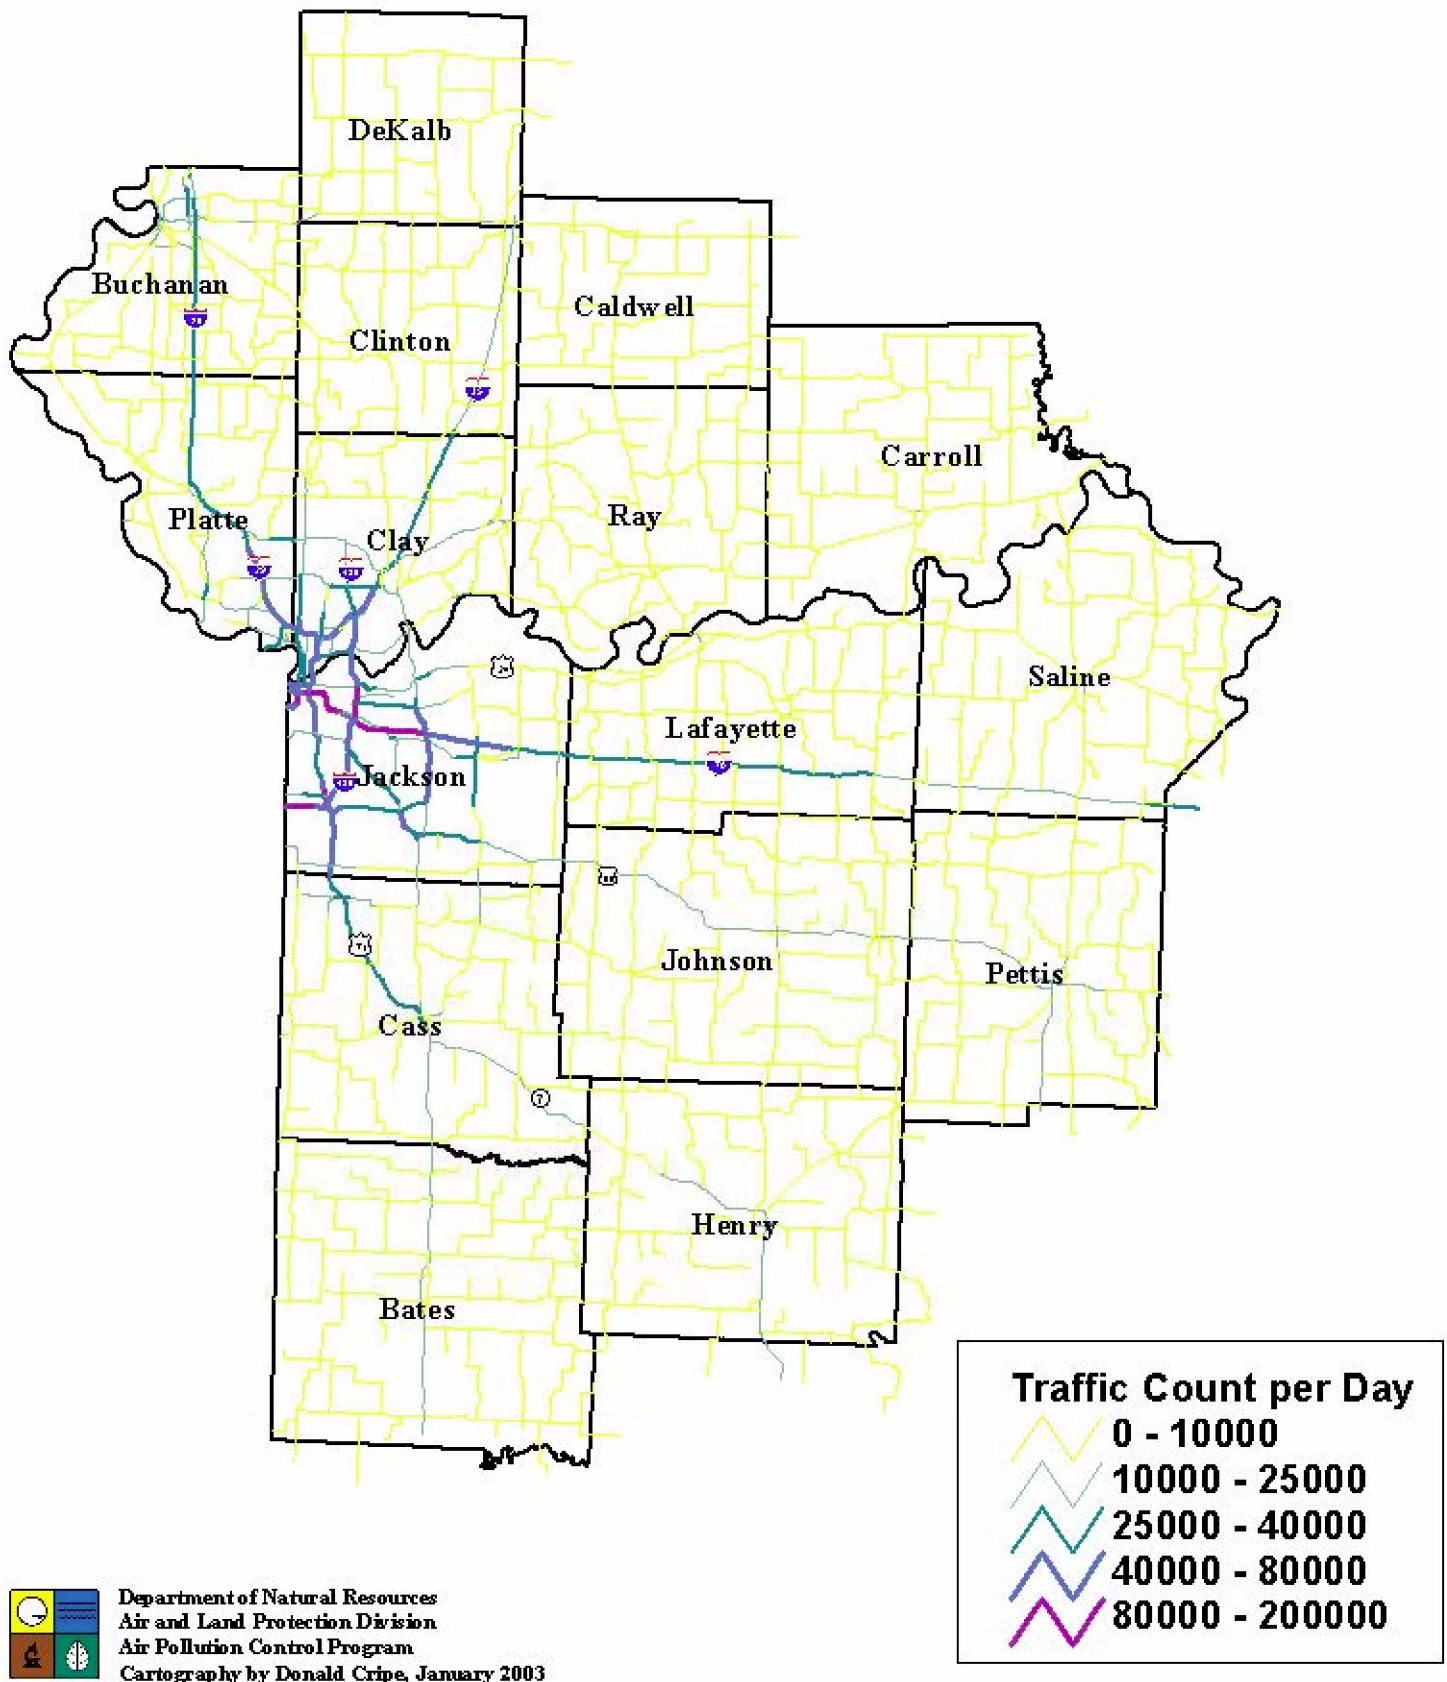 DeKalb
Buchanan
Caldwell
Clinton
Carroll
Ray
Platte
Clay
Saline
Lafayette
Jackson
Johnson
Pettis
71
Cass
7
Henry
Bates
Traffic Count per Day
0 - 10000
10000 - 25000
25000 - 40000
40000 - 80000
80000 - 200000
Department of Natural Resources
Air and Land Protection Division
Air Pollution Control Program
Cartography by Donald Cripe, January 2003